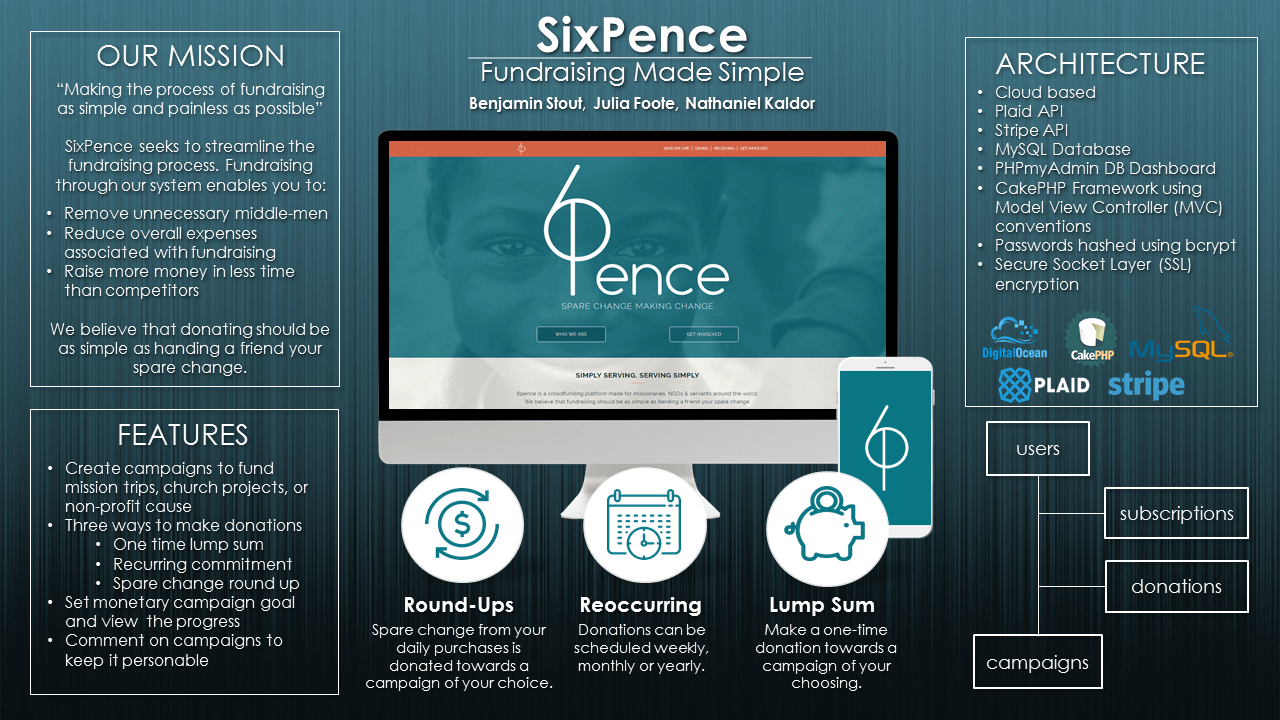 SixPence
Fundraising Made Simple
Benjamin Stout, Julia Foote, Nathaniel Kaldor
OUR MISSION
“Making the process of fundraising
as simple and painless as possible”
SixPence seeks to streamline the
fundraising process. Fundraising
through our system enables you to:
• Remove unnecessary middle-men
• Reduce overall expenses
associated with fundraising
• Raise more money in less time
than competitors
We believe that donating should be
as simple as handing a friend your
spare change.
FEATURES
• Create campaigns to fund
mission trips, church projects, or
non-profit cause
• Three ways to make donations
• One time lump sum
• Recurring commitment
• Spare change round up
• Set monetary campaign goal
and view the progress
• Comment on campaigns to
keep it personable
WHO WE ARE | GIVING | RECEIVING | GET INVOLVED
6Pence
SPARE CHANGE MAKING CHANGE
WHO WE ARE
GET INVOLVED
SIMPLY SERVING, SERVING SIMPLY
6pence is a crowdfunding platform made for missionaries, NGOs & servants around the world.
We believe that fundraising should be as simple as handing a friend your spare change.
6P
$
Round-Ups
Spare change from your
daily purchases is
donated towards a
campaign of your choice.
Reoccurring
Donations can be
scheduled weekly,
monthly or yearly.
Lump Sum
Make a one-time
donation towards a
campaign of your
choosing.
ARCHITECTURE
• Cloud based
• Plaid API
• Stripe API
• MySQL Database
• PHPmyAdmin DB Dashboard
• CakePHP Framework using
Model View Controller (MVC)
conventions
• Passwords hashed using bcrypt
• Secure Socket Layer (SSL)
encryption
DigitalOcean
CakePHP
MySQL®
PLAID
stripe
users
subscriptions
donations
campaigns